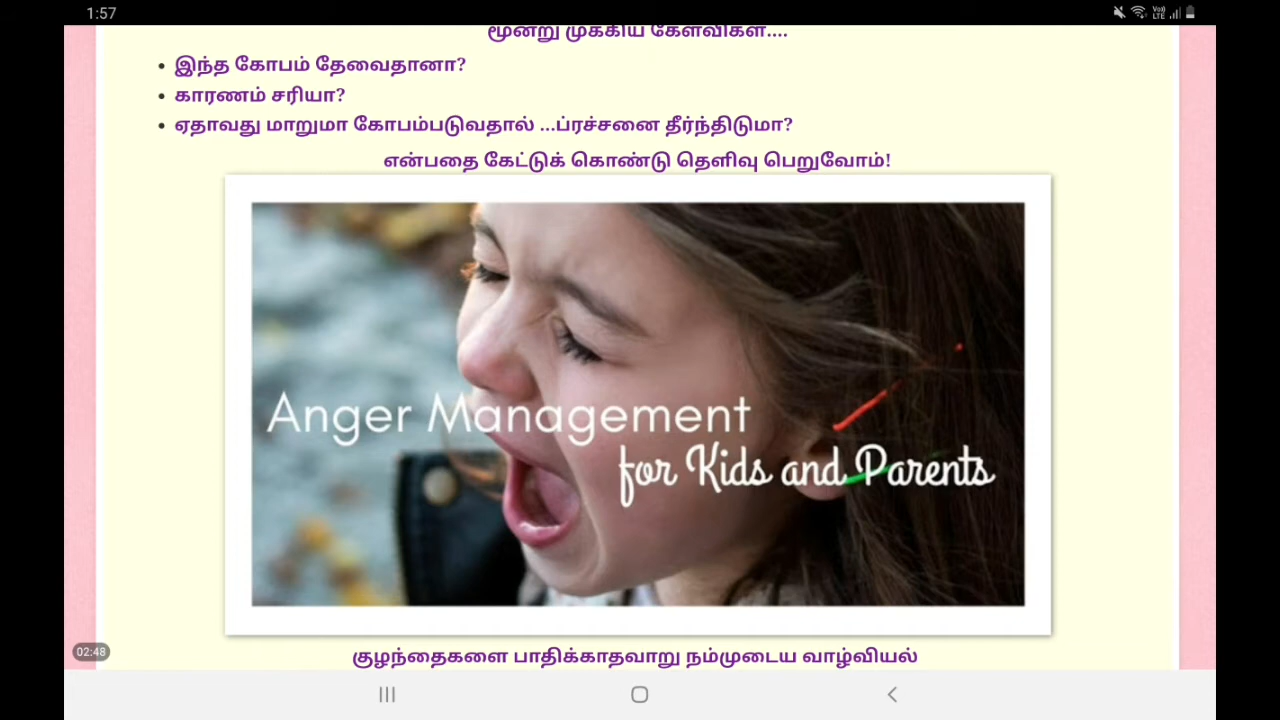 1:57
மூன்று முக்கிய கேள்விகள்....
இந்த கோபம் தேவைதானா?
காரணம் சரியா?
ஏதாவது மாறுமா கோபம்படுவதால் ...ப்ரச்சனை தீர்ந்திடுமா?
என்பதை கேட்டுக் கொண்டு தெளிவு பெறுவோம்!
Anger Management
for Kids and Parents
02:48
குழந்தைகளை பாதிக்காதவாறு நம்முடைய வாழ்வியல்